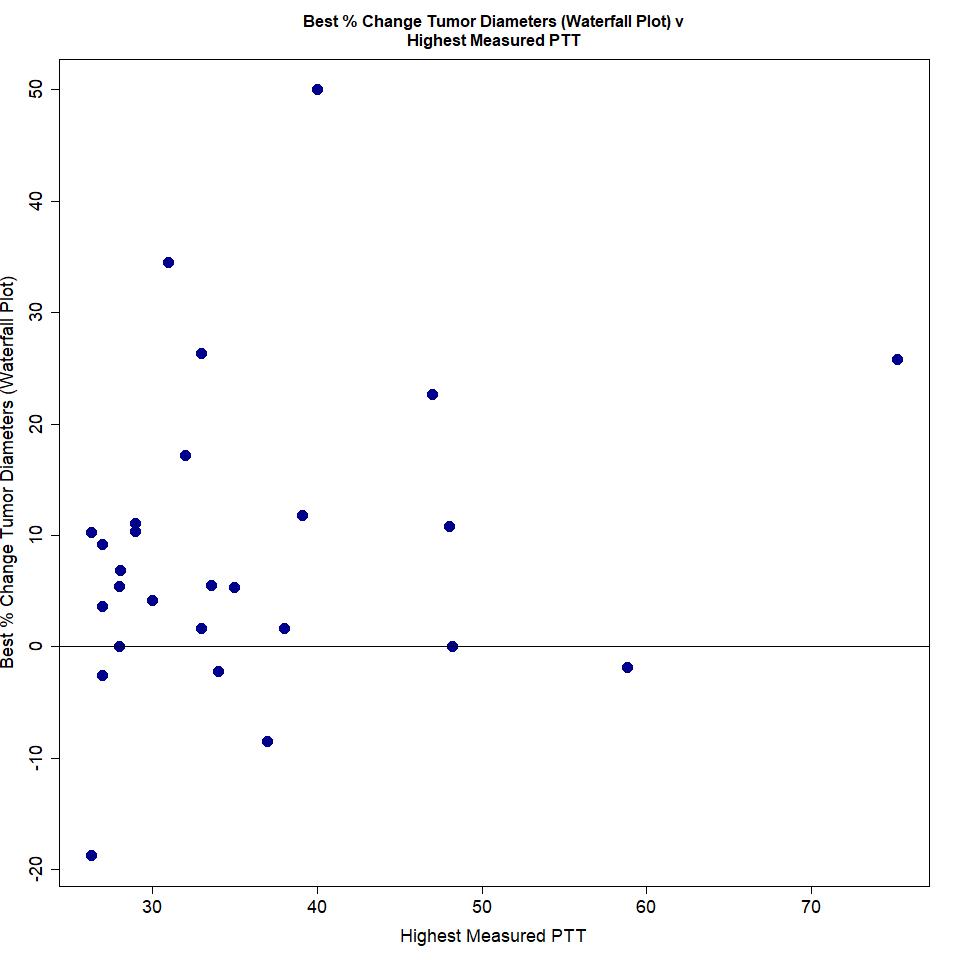 Best % Change Tumor Diameters (Waterfall Plot) v
Highest Measured PTT
Best % Change Tumor Diameters (Waterfall Plot)
50
40
30
20
10
0
-10
-20
30 40 50 60 70
Highest Measured PTT